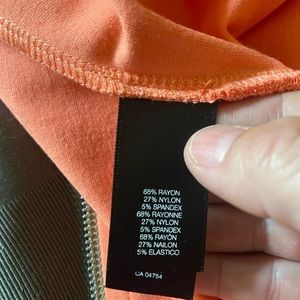 68% RAYON
27% NYLON
5% SPANDEX
68% RAYONNE
27% NYLON
5% SPANDEX
68% RAYÓN
27% NAILON
5% ELASTICO
CA 04754